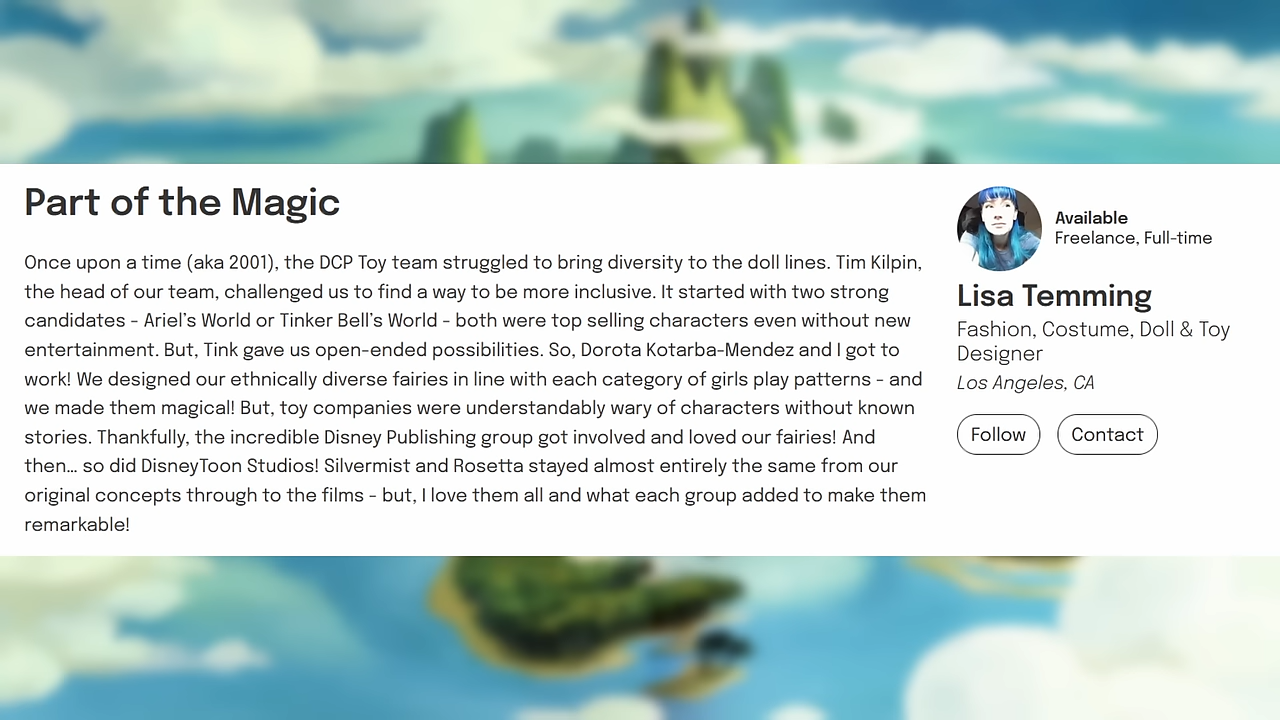 Part of the Magic
Once upon a time (aka 2001), the DCP Toy team struggled to bring diversity to the doll lines. Tim Kilpin,
the head of our team, challenged us to find a way to be more inclusive. It started with two strong
candidates - Ariel’s World or Tinker Bell’s World - both were top selling characters even without new
entertainment. But, Tink gave us open-ended possibilities. So, Dorota Kotarba-Mendez and I got to
work! We designed our ethnically diverse fairies in line with each category of girls play patterns - and
we made them magical! But, toy companies were understandably wary of characters without known
stories. Thankfully, the incredible Disney Publishing group got involved and loved our fairies! And
then… so did DisneyToon Studios! Silvermist and Rosetta stayed almost entirely the same from our
original concepts through to the films - but, I love them all and what each group added to make them
remarkable!
Available
Freelance, Full-time
Lisa Temming
Fashion, Costume, Doll & Toy
Designer
Los Angeles, CA
Follow
Contact